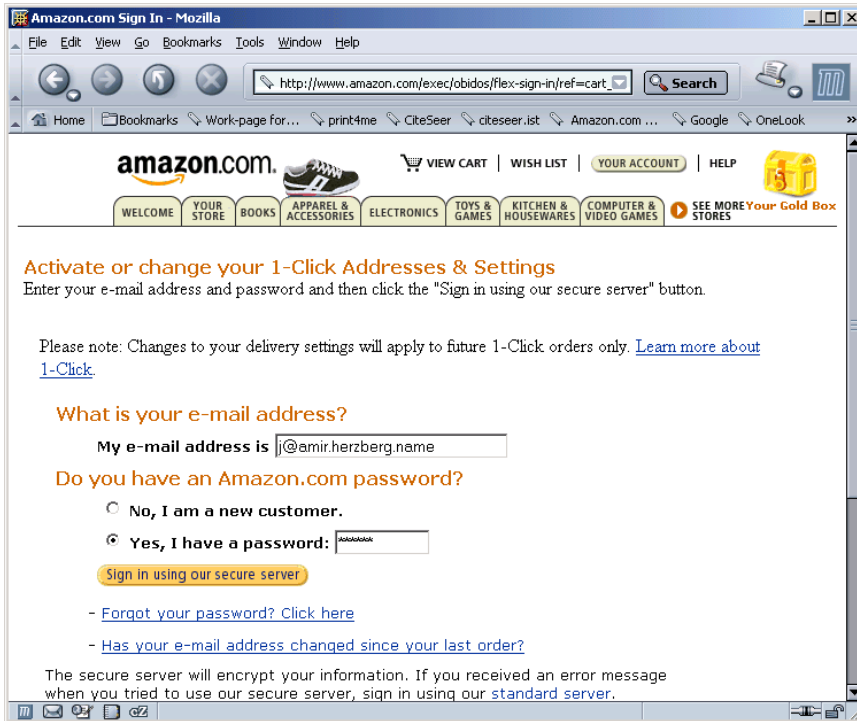 Amazon.com Sign In - Mozilla
File Edit View Go Bookmarks Tools Window Help
http://www.amazon.com/exec/obidos/flex-sign-in/ref=cart_ Search
Home Bookmarks Work-page for... print4me CiteSeer citeseer.ist Amazon.com ... Google OneLook »
amazon.com. VIEW CART | WISH LIST | YOUR ACCOUNT | HELP
WELCOME YOUR STORE BOOKS APPAREL & ACCESSORIES ELECTRONICS TOYS & GAMES KITCHEN & HOUSEWARES COMPUTER & VIDEO GAMES SEE MORE STORES Your Gold Box
Activate or change your 1-Click Addresses & Settings
Enter your e-mail address and password and then click the "Sign in using our secure server" button.
Please note: Changes to your delivery settings will apply to future 1-Click orders only. Learn more about
1-Click.
What is your e-mail address?
My e-mail address is j@amir.herzberg.name
Do you have an Amazon.com password?
No, I am a new customer.
Yes, I have a password: *******
Sign in using our secure server
- Forgot your password? Click here
- Has your e-mail address changed since your last order?
The secure server will encrypt your information. If you received an error message
when you tried to use our secure server, sign in using our standard server.